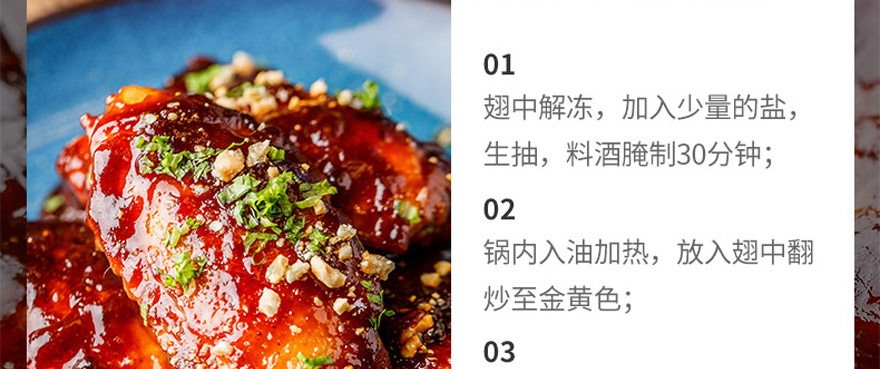 01
翅中解冻，加入少量的盐，
生抽，料酒腌制30分钟；
02
锅内入油加热，放入翅中翻
炒至金黄色；
03